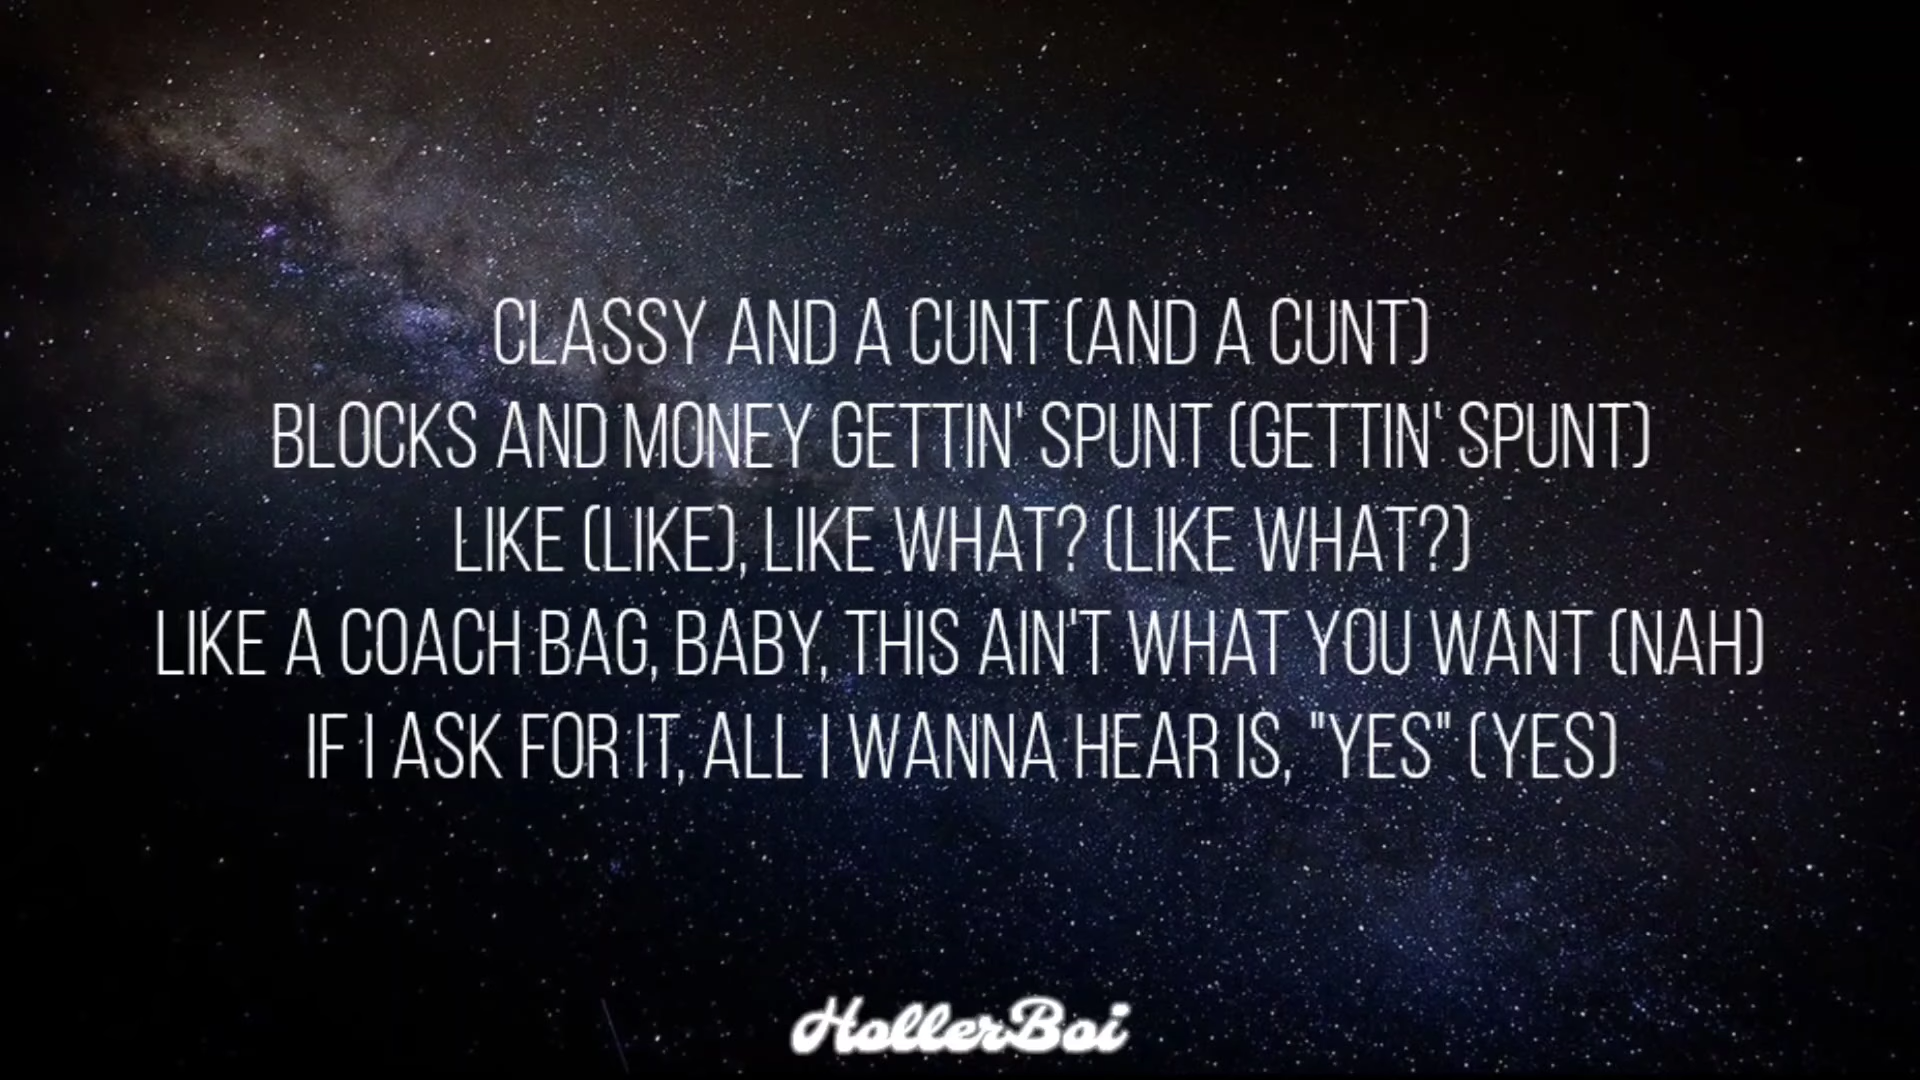 CLASSY AND A CUNT (AND A CUNT)
BLOCKS AND MONEY GETTIN' SPUNT (GETTIN' SPUNT)
LIKE (LIKE), LIKE WHAT? (LIKE WHAT?)
LIKE A COACH BAG, BABY, THIS AIN'T WHAT YOU WANT (NAH)
IF I ASK FOR IT, ALL I WANNA HEAR IS, "YES" (YES)
HollerBoi